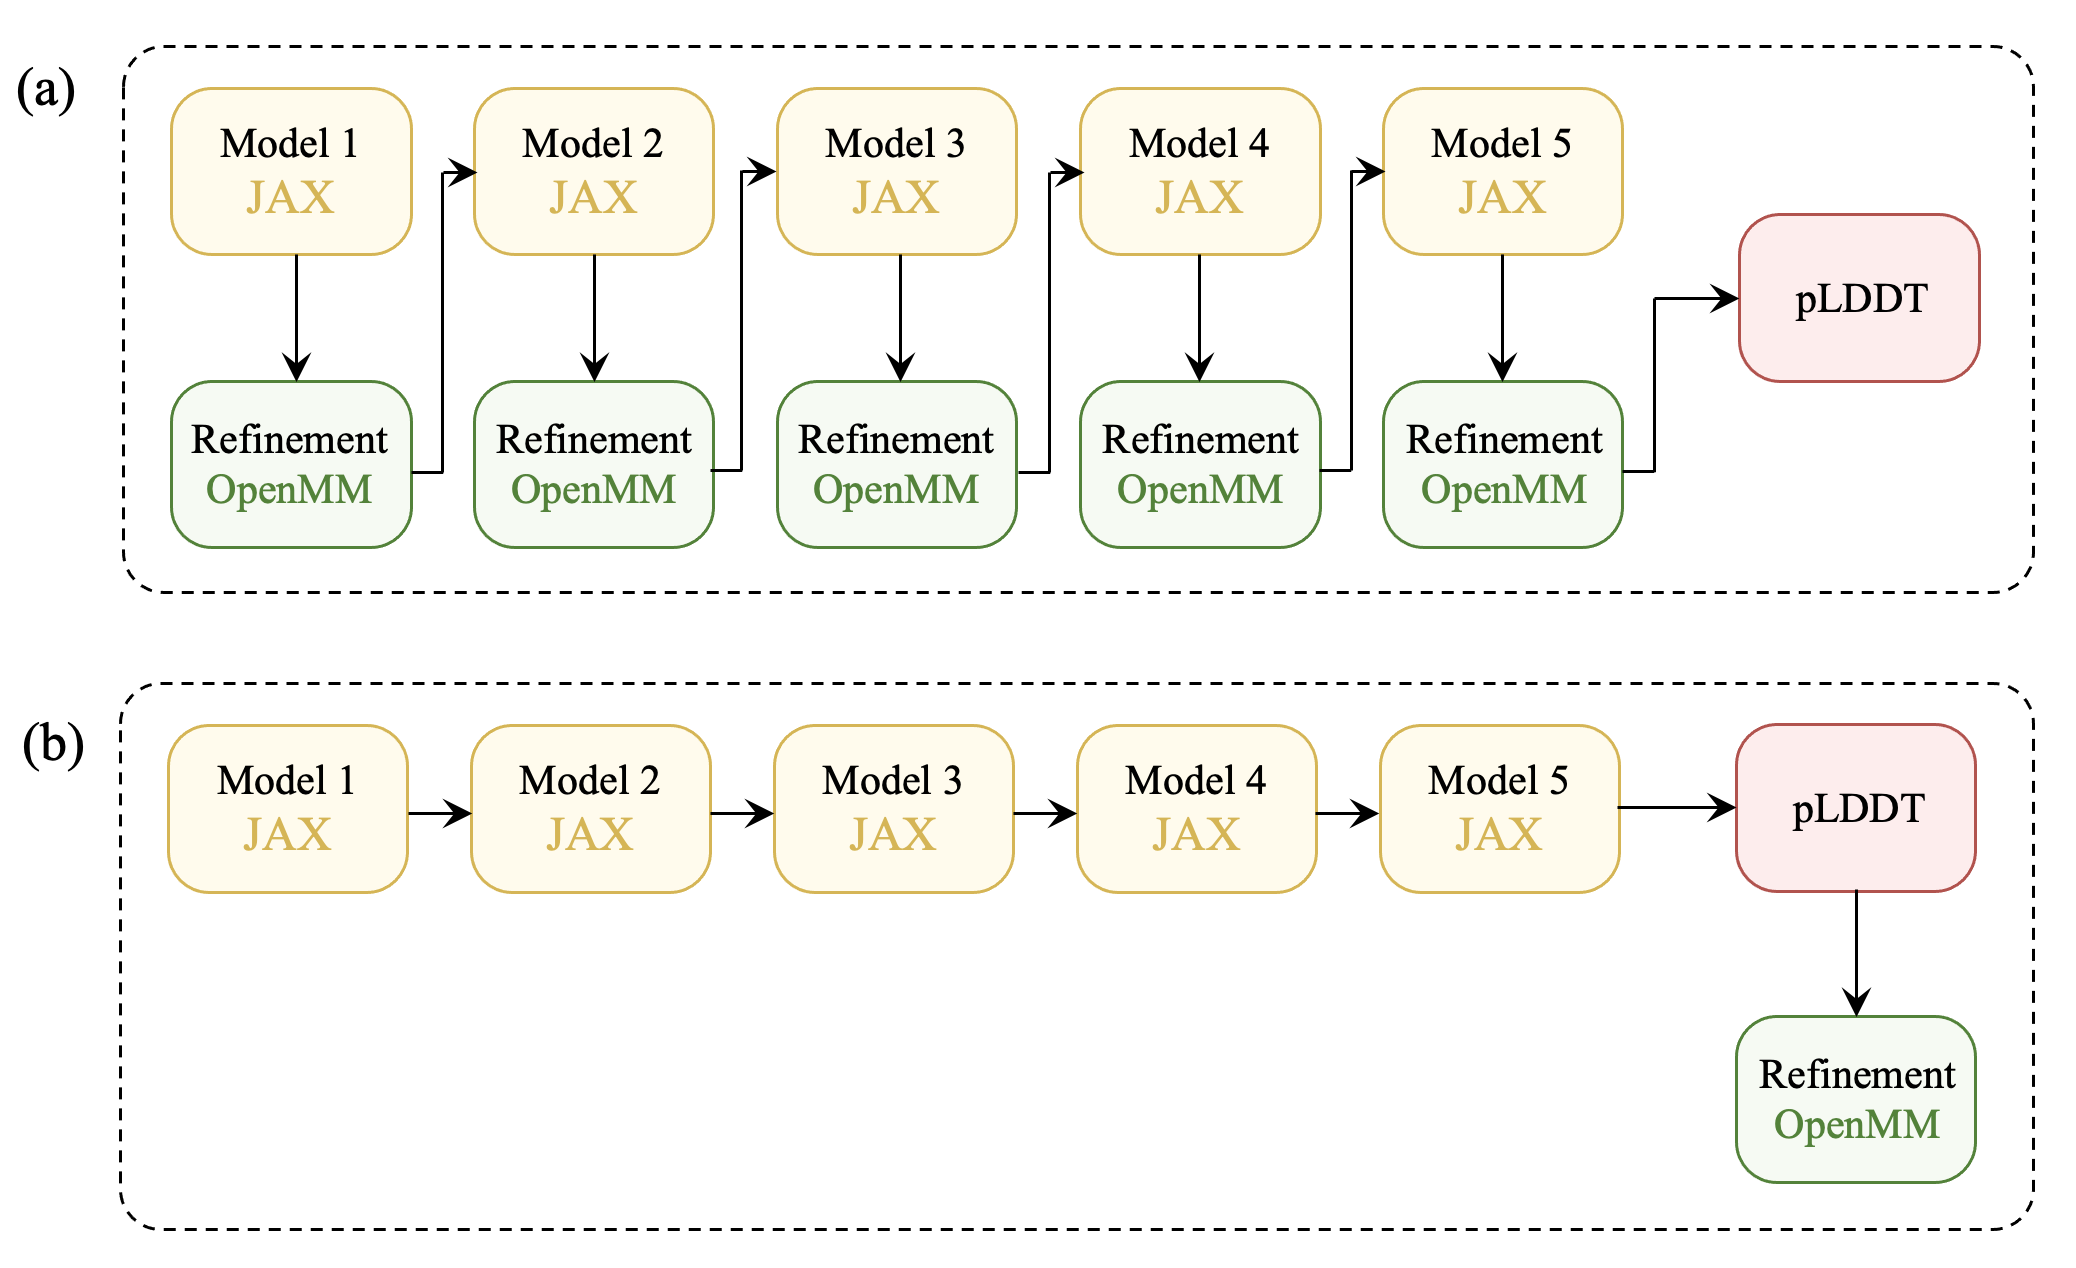 (a)
Model 1
JAX
Model 2
JAX
Model 3
JAX
Model 4
JAX
Model 5
JAX
pLDDT
Refinement
OpenMM
Refinement
OpenMM
Refinement
OpenMM
Refinement
OpenMM
Refinement
OpenMM
(b)
Model 1
JAX
Model 2
JAX
Model 3
JAX
Model 4
JAX
Model 5
JAX
pLDDT
Refinement
OpenMM